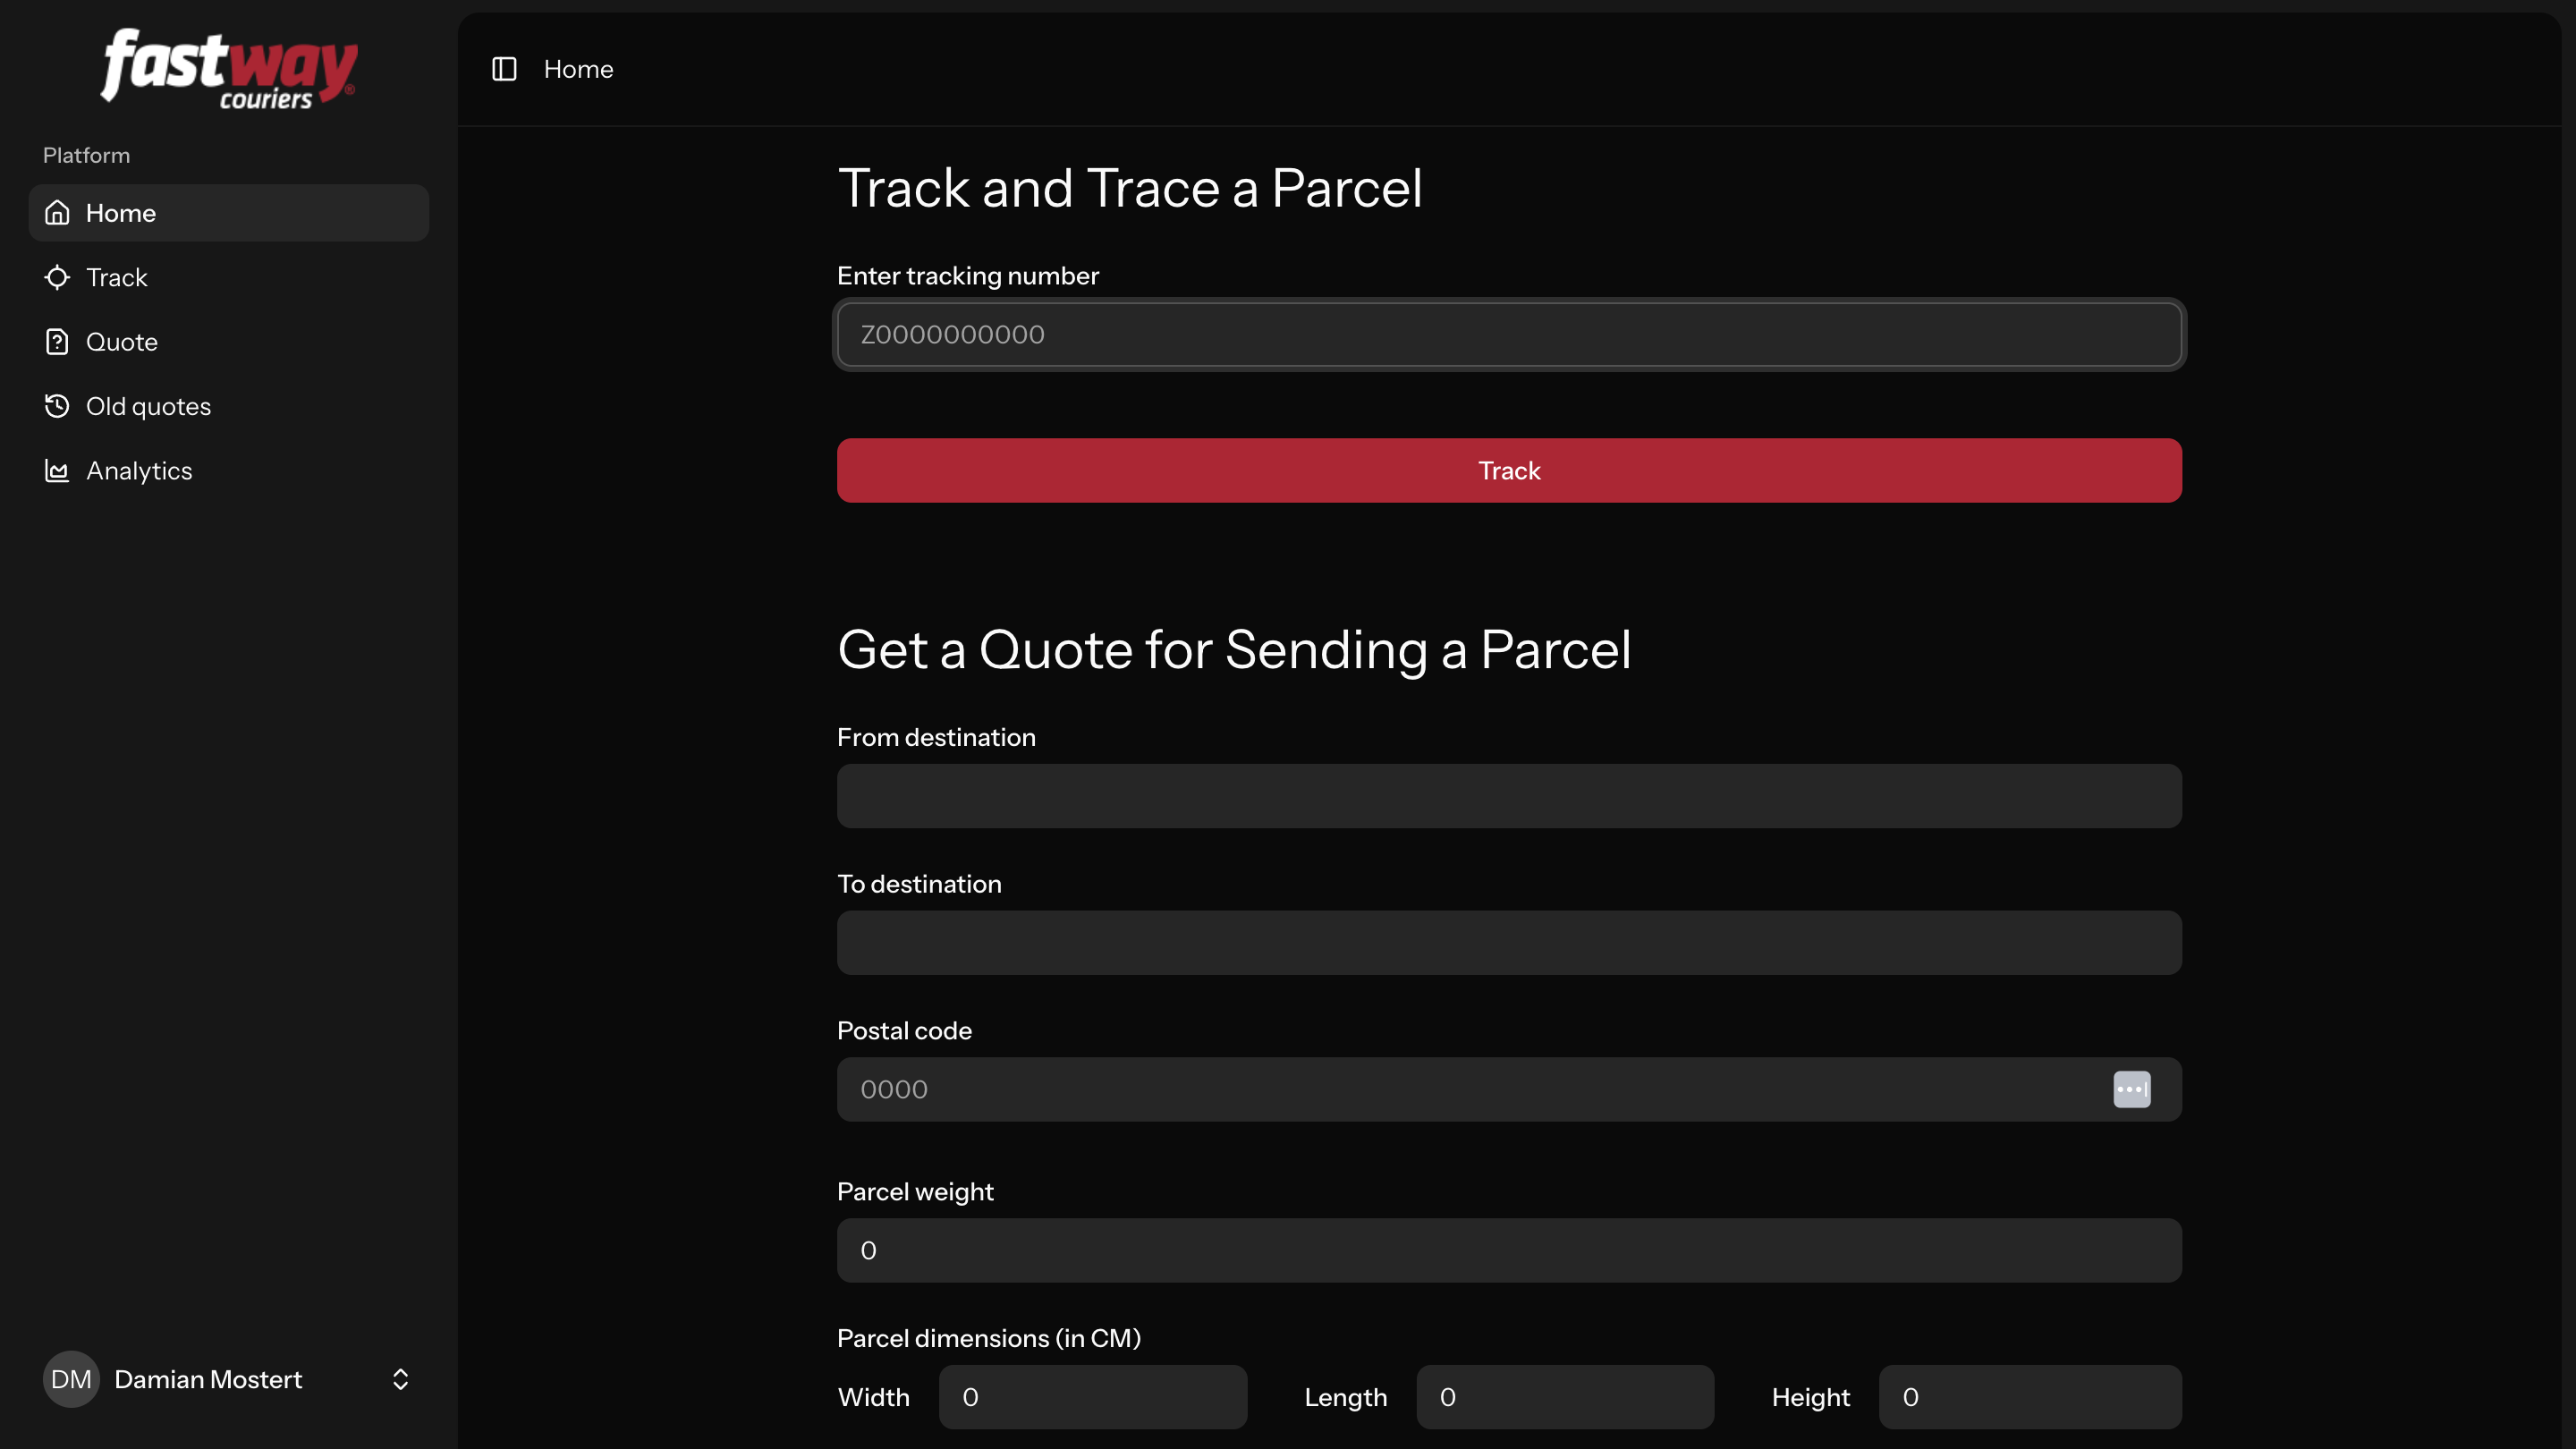 fastway®
couriers
Platform
Home
Track
Quote
Old quotes
Analytics
DM Damian Mostert
Home
Track and Trace a Parcel
Enter tracking number
Z0000000000
Track
Get a Quote for Sending a Parcel
From destination
To destination
Postal code
0000
Parcel weight
0
Parcel dimensions (in CM)
Width 0 Length 0 Height 0